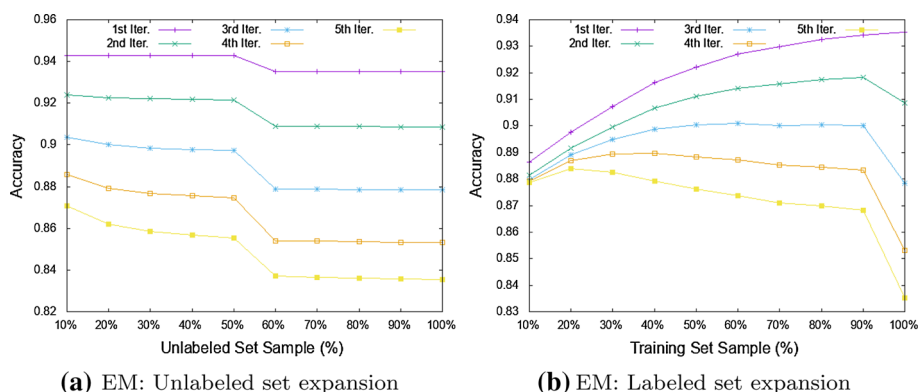 0.96
0.94
0.92
0.9
0.88
0.86
0.84
0.82
Accuracy
1st Iter.
2nd Iter.
3rd Iter.
4th Iter.
5th Iter.
10% 20% 30% 40% 50% 60% 70% 80% 90% 100%
Unlabeled Set Sample (%)
(a) EM: Unlabeled set expansion
0.94
0.93
0.92
0.91
0.9
0.89
0.88
0.87
0.86
0.85
0.84
0.83
Accuracy
1st Iter.
2nd Iter.
3rd Iter.
4th Iter.
5th Iter.
10% 20% 30% 40% 50% 60% 70% 80% 90% 100%
Training Set Sample (%)
(b) EM: Labeled set expansion